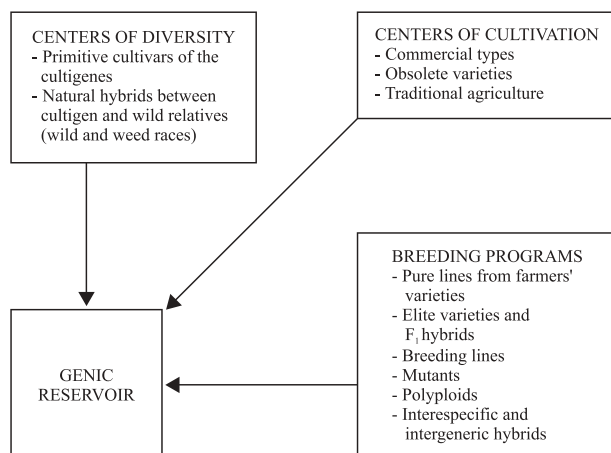 CENTERS OF DIVERSITY
- Primitive cultivars of the
cultigenes
- Natural hybrids between
cultigen and wild relatives
(wild and weed races)
CENTERS OF CULTIVATION
- Commercial types
- Obsolete varieties
- Traditional agriculture
BREEDING PROGRAMS
- Pure lines from farmers'
varieties
- Elite varieties and
F₁ hybrids
- Breeding lines
- Mutants
- Polyploids
- Interespecific and
intergeneric hybrids
GENIC
RESERVOIR